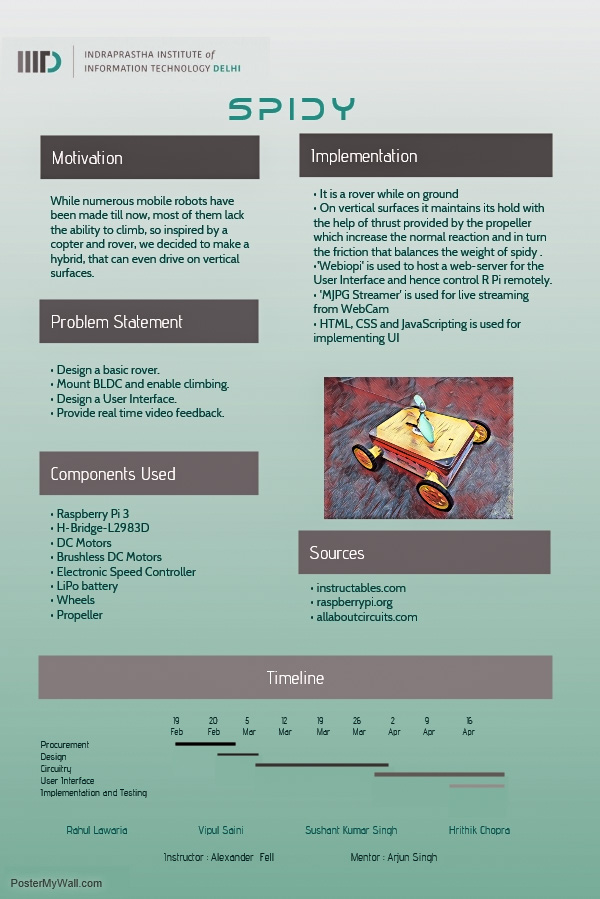 INDRAPRASTHA INSTITUTE of
INFORMATION TECHNOLOGY DELHI
SPIDY
Motivation
While numerous mobile robots have
been made till now, most of them lack
the ability to climb, so inspired by a
copter and rover, we decided to make a
hybrid, that can even drive on vertical
surfaces.
Problem Statement
• Design a basic rover.
• Mount BLDC and enable climbing.
• Design a User Interface.
• Provide real time video feedback.
Components Used
• Raspberry Pi 3
• H-Bridge-L2983D
• DC Motors
• Brushless DC Motors
• Electronic Speed Controller
• LiPo battery
• Wheels
• Propeller
Implementation
• It is a rover while on ground
• On vertical surfaces it maintains its hold with
the help of thrust provided by the propeller
which increase the normal reaction and in turn
the friction that balances the weight of spidy .
•'Webiopi' is used to host a web-server for the
User Interface and hence control R Pi remotely.
• 'MJPG Streamer' is used for live streaming
from WebCam
• HTML, CSS and JavaScripting is used for
implementing UI
Sources
• instructables.com
• raspberrypi.org
• allaboutcircuits.com
Timeline
19 20 5 12 19 26 2 9 16
Feb Feb Mar Mar Mar Mar Apr Apr Apr
Procurement
Design
Circuitry
User Interface
Implementation and Testing
Rahul Lawaria Vipul Saini Sushant Kumar Singh Hrithik Chopra
Instructor : Alexander Fell Mentor : Arjun Singh
PosterMyWall.com